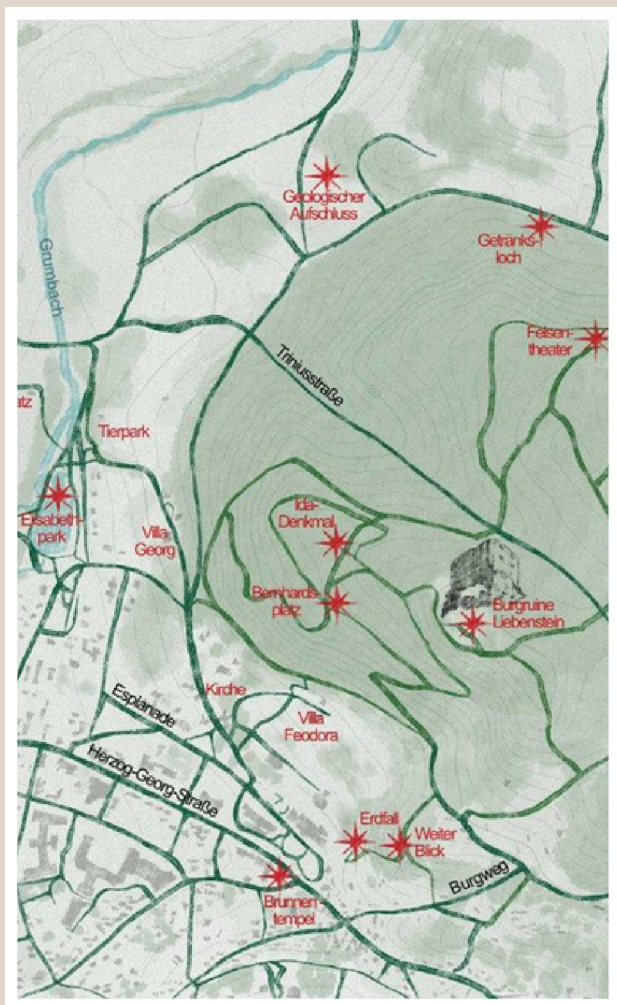 Geologischer
Aufschluss
Getränks-
loch
Grumbach
Felsen-
theater
Triniusstraße
atz
Tierpark
Elisabeth-
park
Villa
Georg
Ida-
Denkmal
Bernhards-
platz
Burgruine
Liebenstein
Kirche
Esplanade
Villa
Feodora
Herzog-Georg-Straße
Erdfall
Weiter
Blick
Burgweg
Brunnen-
tempel